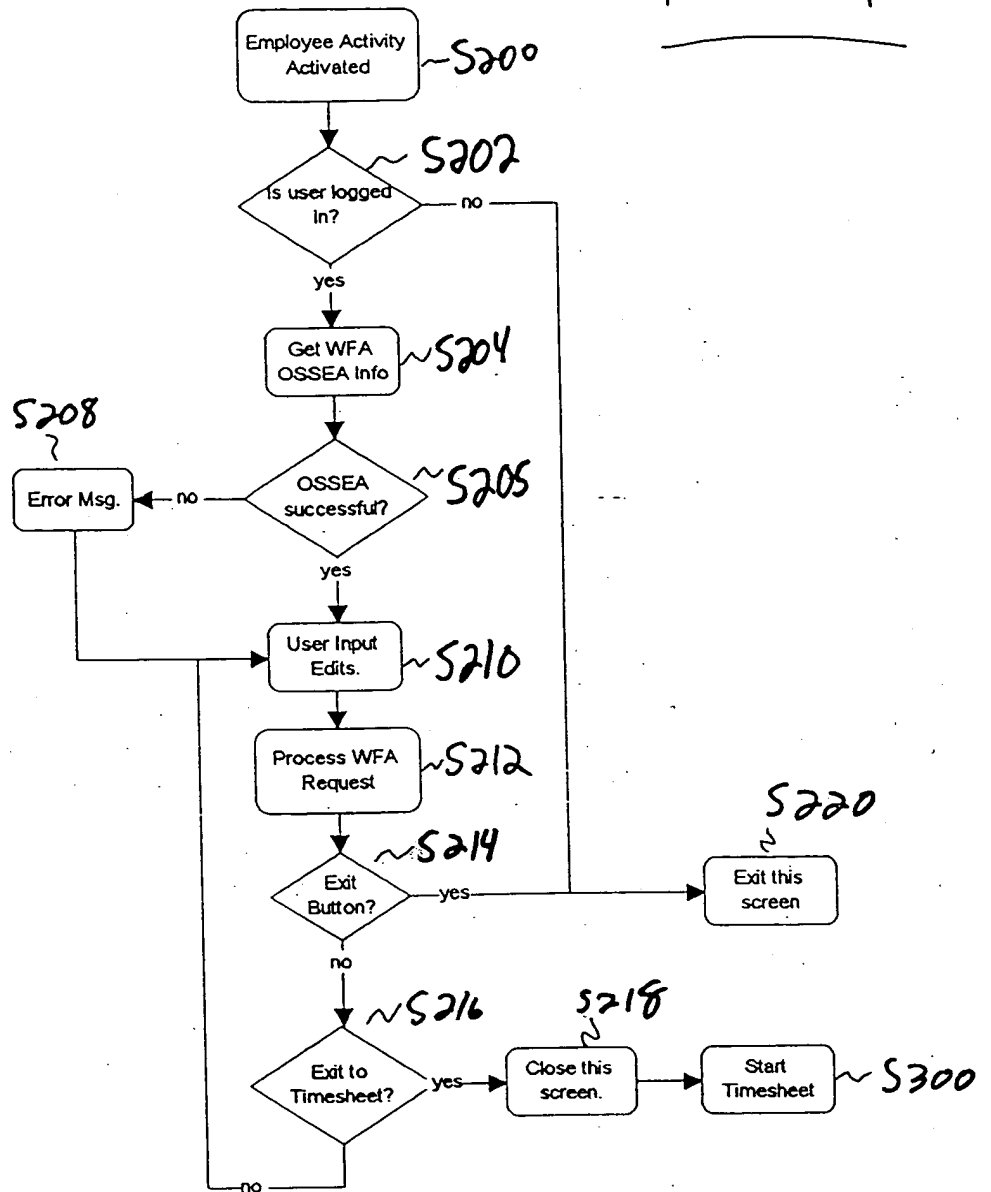 Employee Activity
Activated
S200
S202
Is user logged
In?
no
yes
Get WFA
OSSEA Info
S204
S208
OSSEA
successful?
S205
Error Msg.
no
yes
User Input
Edits.
S210
Process WFA
Request
S212
S220
S214
Exit
Button?
yes
Exit this
screen
no
S216
S218
Exit to
Timesheet?
yes
Close this
screen.
Start
Timesheet
S300
no